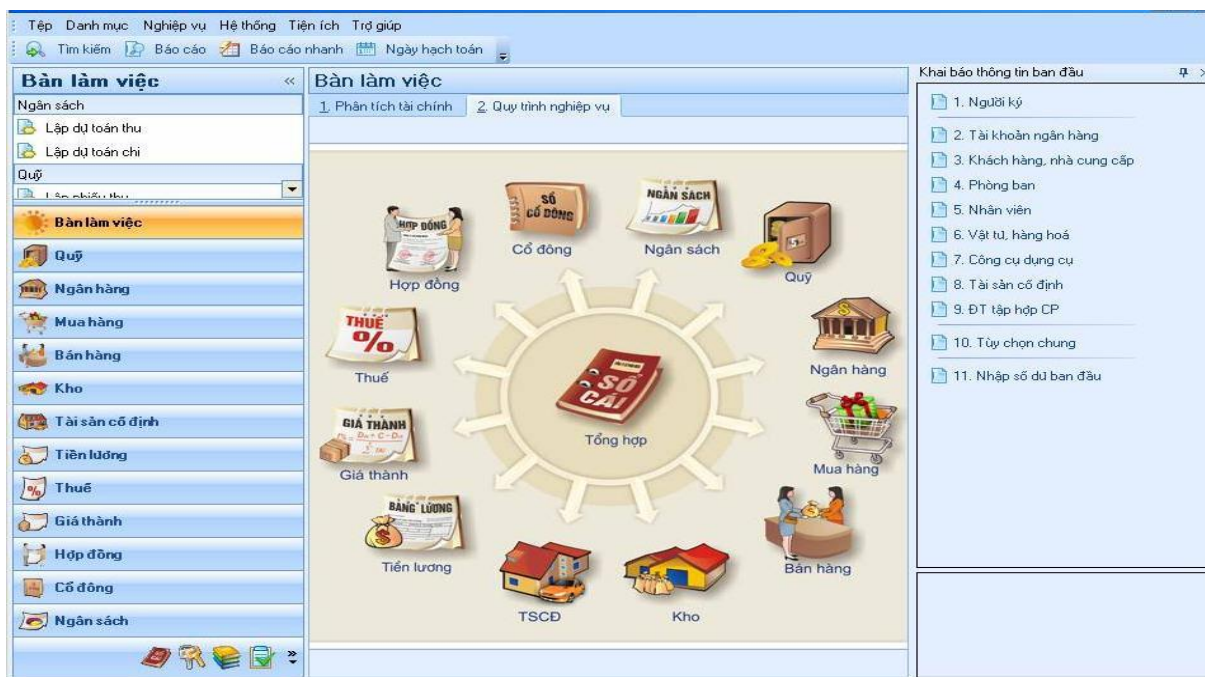 Tệp Danh mục Nghiệp vụ Hệ thống Tiện ích Trợ giúp
Tìm kiếm Báo cáo Báo cáo nhanh Ngày hạch toán
Bàn làm việc
Ngân sách
Lập dự toán thu
Lập dự toán chi
Quỹ
Bàn làm việc
Quỹ
Ngân hàng
Mua hàng
Bán hàng
Kho
Tài sản cố định
Tiền lương
Thuế
Giá thành
Hợp đồng
Cổ đông
Ngân sách
Bàn làm việc
1. Phân tích tài chính 2. Quy trình nghiệp vụ
HỢP ĐỒNG
Hợp đồng
SỔ
CỔ ĐÔNG
Cổ đông
NGÂN SÁCH
Ngân sách
Quỹ
THUẾ
%
Thuế
Ngân hàng
SỔ
CÁI
Tổng hợp
GIÁ THÀNH
Giá thành
Mua hàng
BẢNG LƯƠNG
Tiền lương
Bán hàng
TSCĐ
Kho
Khai báo thông tin ban đầu
1. Người ký
2. Tài khoản ngân hàng
3. Khách hàng, nhà cung cấp
4. Phòng ban
5. Nhân viên
6. Vật tư, hàng hoá
7. Công cụ dụng cụ
8. Tài sản cố định
9. ĐT tập hợp CP
10. Tùy chọn chung
11. Nhập số dư ban đầu